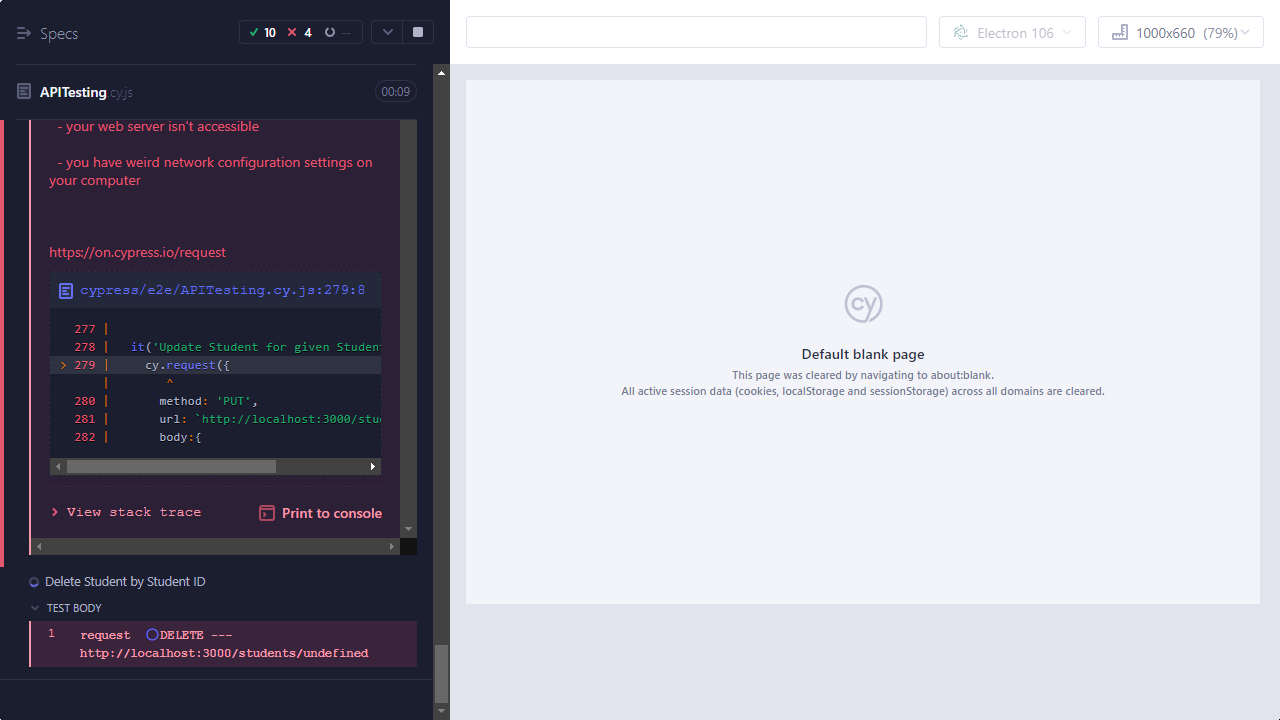 Specs
10
4
--
Electron 106
1000x660 (79%)
APITesting.cy.js
00:09
- your web server isn't accessible
- you have weird network configuration settings on
your computer
https://on.cypress.io/request
cypress/e2e/APITesting.cy.js:279:8
277 |
278 | it('Update Student for given Student
> 279 | cy.request({
| ^
280 | method: 'PUT',
281 | url: `http://localhost:3000/stu
282 | body:{
> View stack trace
Print to console
Delete Student by Student ID
TEST BODY
1 request DELETE ---
http://localhost:3000/students/undefined
cy
Default blank page
This page was cleared by navigating to about:blank.
All active session data (cookies, localStorage and sessionStorage) across all domains are cleared.